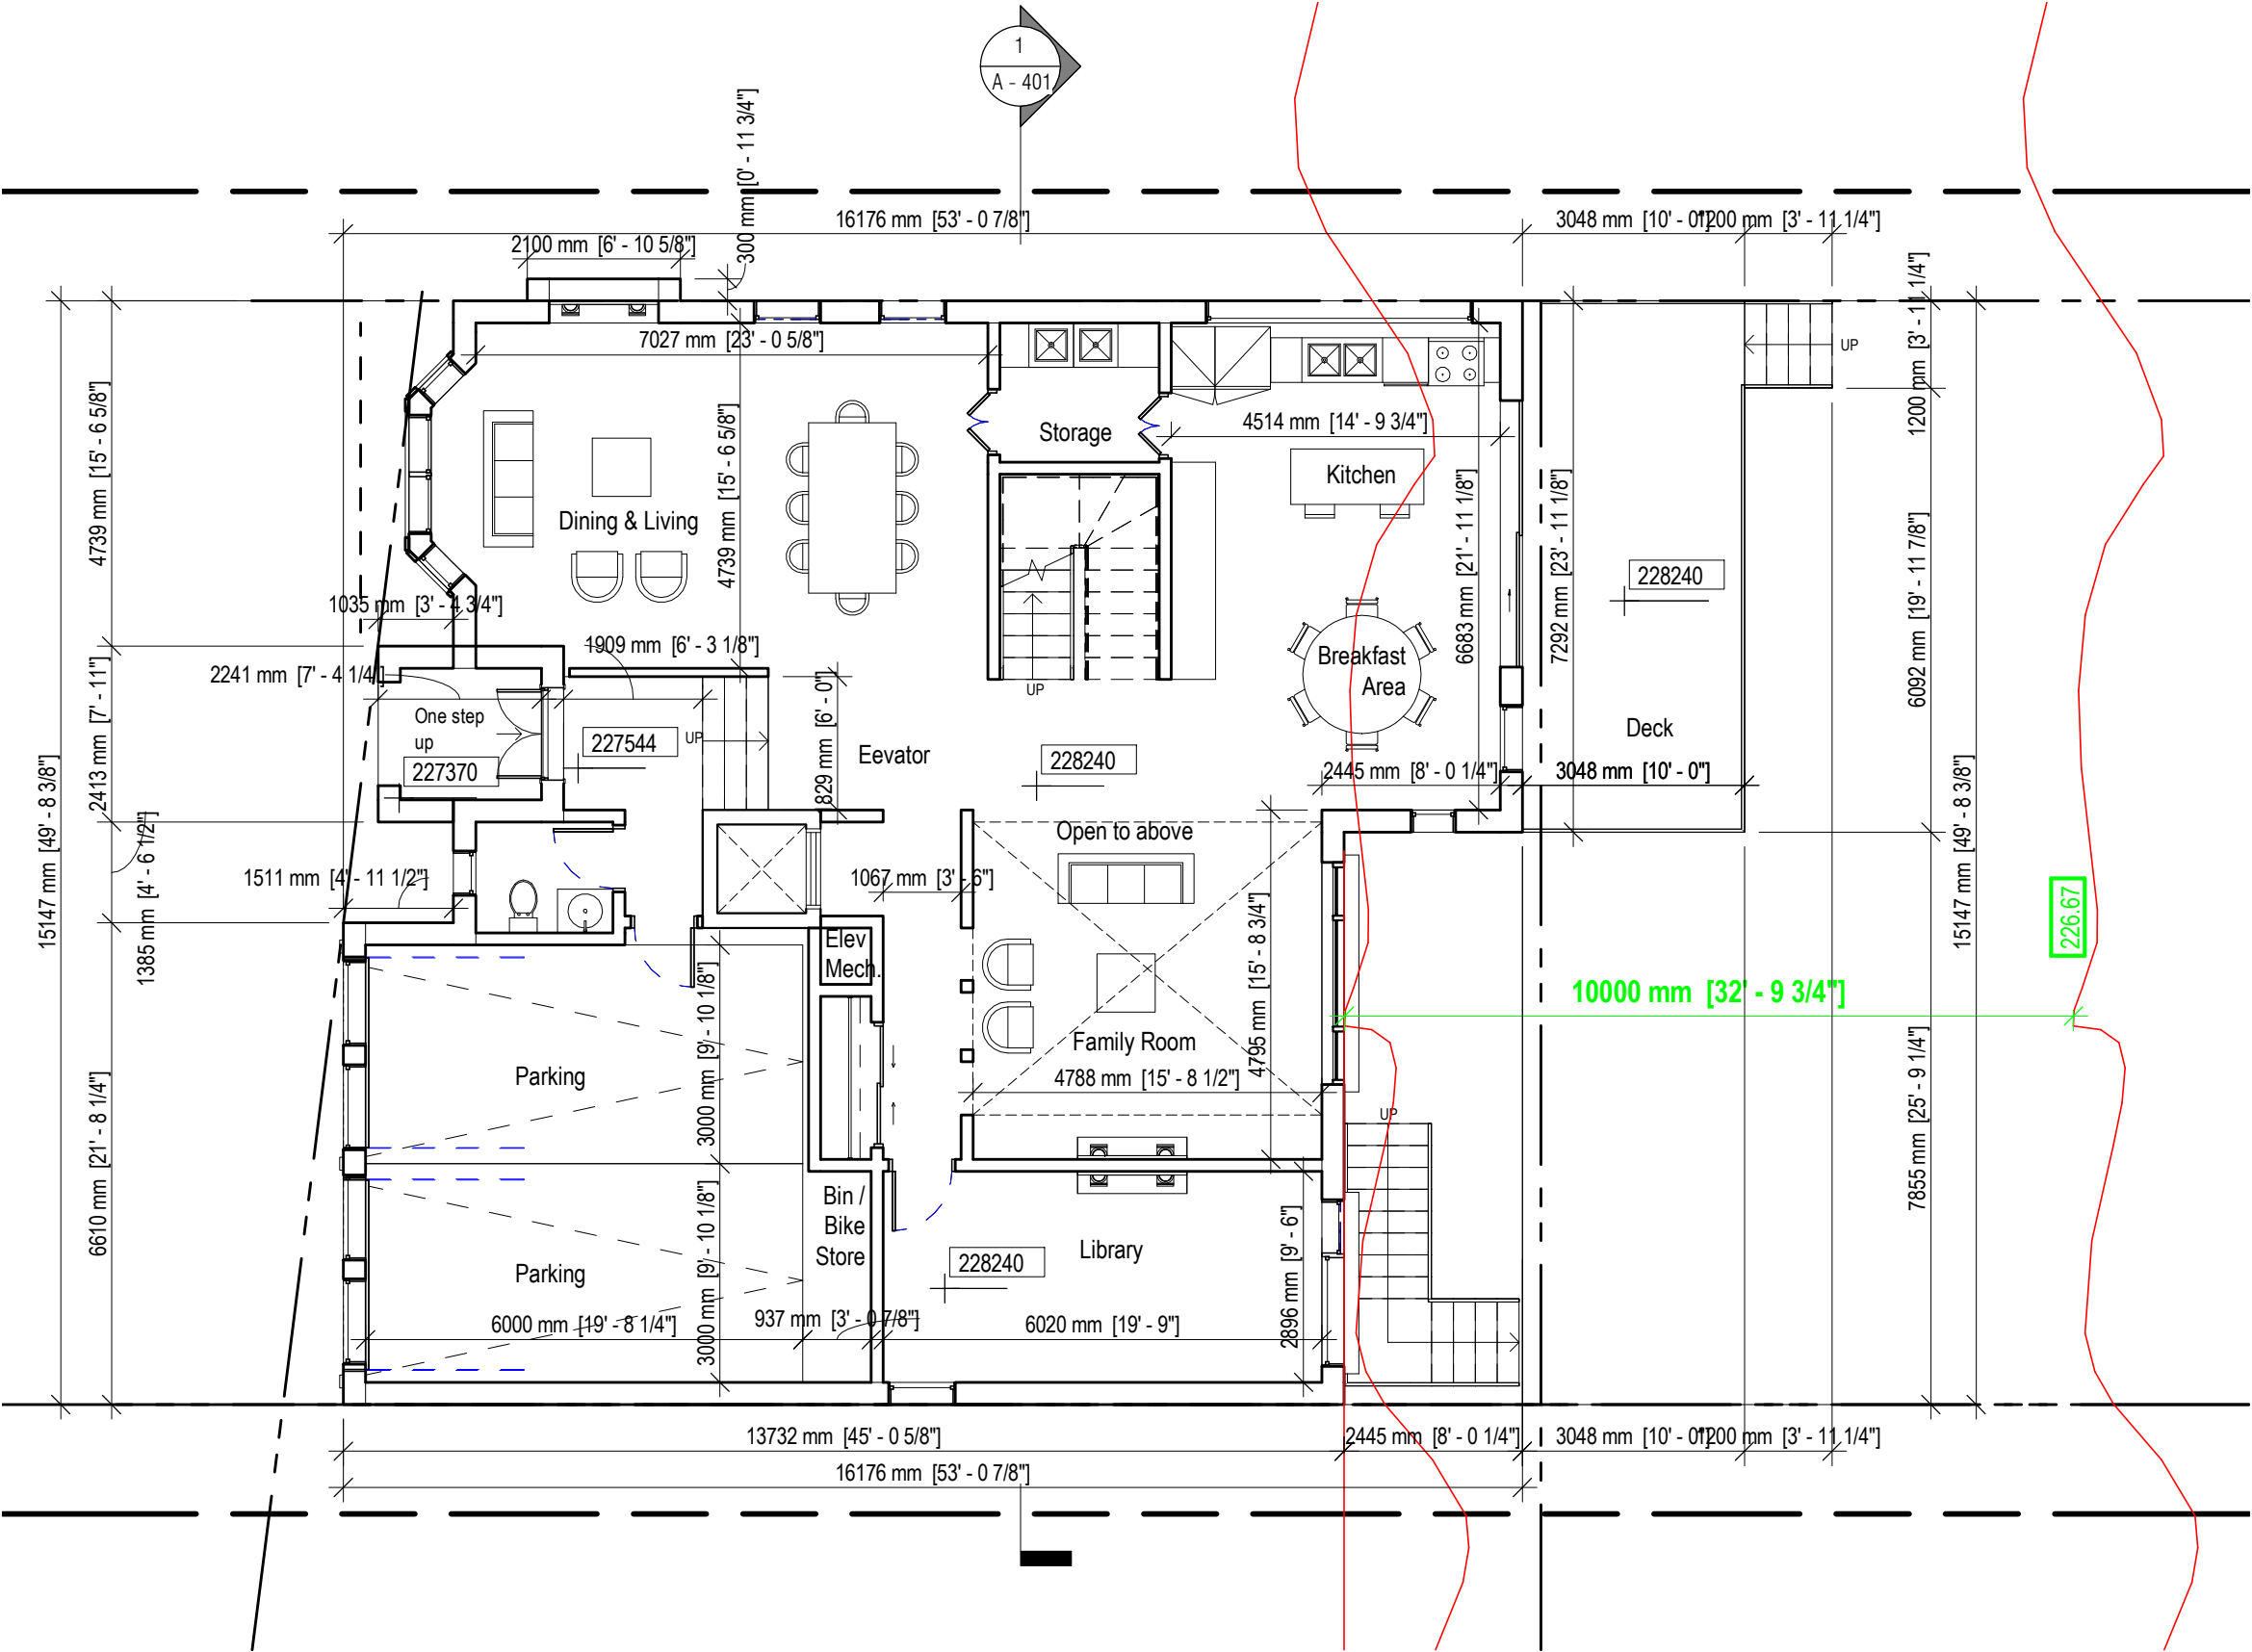 1
A - 401
300 mm [0' - 11 3/4"]
16176 mm [53' - 0 7/8"]
3048 mm [10' - 0"]
1200 mm [3' - 11 1/4"]
2100 mm [6' - 10 5/8"]
7027 mm [23' - 0 5/8"]
UP
1200 mm [3' - 11 1/4"]
4739 mm [15' - 6 5/8"]
4739 mm [15' - 6 5/8"]
Storage
4514 mm [14' - 9 3/4"]
Kitchen
Dining & Living
6683 mm [21' - 11 1/8"]
7292 mm [23' - 11 1/8"]
228240
6092 mm [19' - 11 7/8"]
1035 mm [3' - 4 3/4"]
1909 mm [6' - 3 1/8"]
2241 mm [7' - 4 1/4"]
Breakfast
Area
UP
One step
up
227370
227544
UP
829 mm [6' - 0"]
Eevator
228240
Deck
2413 mm [7' - 11"]
2445 mm [8' - 0 1/4"]
3048 mm [10' - 0"]
15147 mm [49' - 8 3/8"]
1385 mm [4' - 6 1/2"]
Open to above
1511 mm [4' - 11 1/2"]
1067 mm [3' - 6"]
15147 mm [49' - 8 3/8"]
226.67
Elev
Mech.
4795 mm [15' - 8 3/4"]
10000 mm [32' - 9 3/4"]
3000 mm [9' - 10 1/8"]
Family Room
Parking
4788 mm [15' - 8 1/2"]
UP
6610 mm [21' - 8 1/4"]
7855 mm [25' - 9 1/4"]
Bin /
Bike
Store
3000 mm [9' - 10 1/8"]
Library
228240
Parking
2896 mm [9' - 6"]
6000 mm [19' - 8 1/4"]
937 mm [3' - 0 7/8"]
6020 mm [19' - 9"]
13732 mm [45' - 0 5/8"]
2445 mm [8' - 0 1/4"]
3048 mm [10' - 0"]
1200 mm [3' - 11 1/4"]
16176 mm [53' - 0 7/8"]